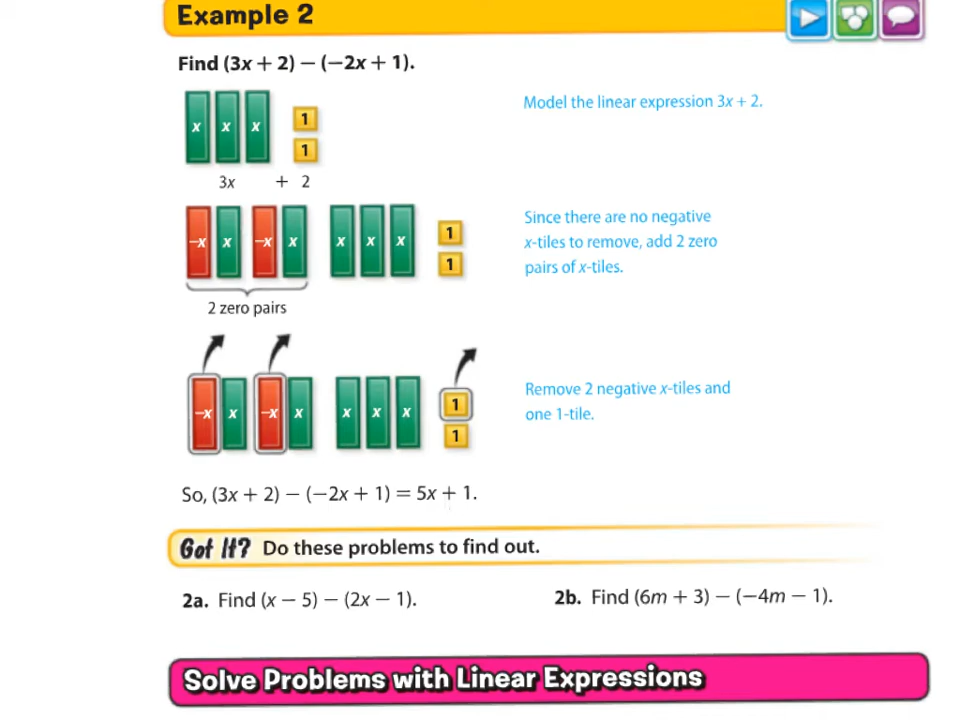 Example 2
Find (3x + 2) − (−2x + 1).
x x x 1
1
3x + 2
Model the linear expression 3x + 2.
−x x −x x x x x 1
1
2 zero pairs
Since there are no negative
x-tiles to remove, add 2 zero
pairs of x-tiles.
−x x −x x x x x 1
1
Remove 2 negative x-tiles and
one 1-tile.
So, (3x + 2) − (−2x + 1) = 5x + 1.
Got It? Do these problems to find out.
2a. Find (x − 5) − (2x − 1).
2b. Find (6m + 3) − (−4m − 1).
Solve Problems with Linear Expressions